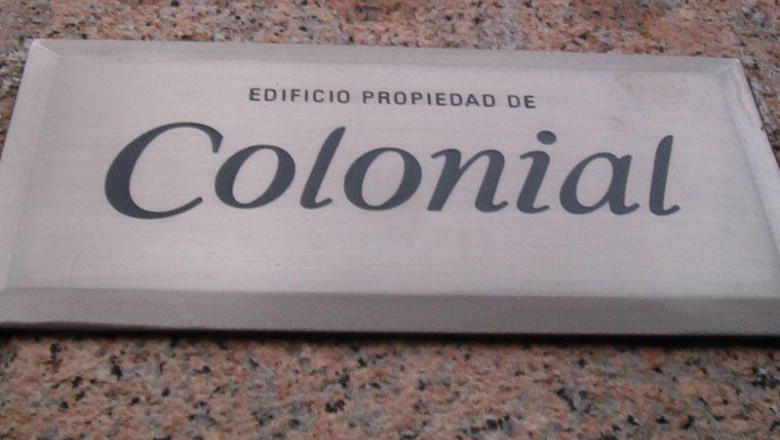 EDIFICIO PROPIEDAD DE
Colonial